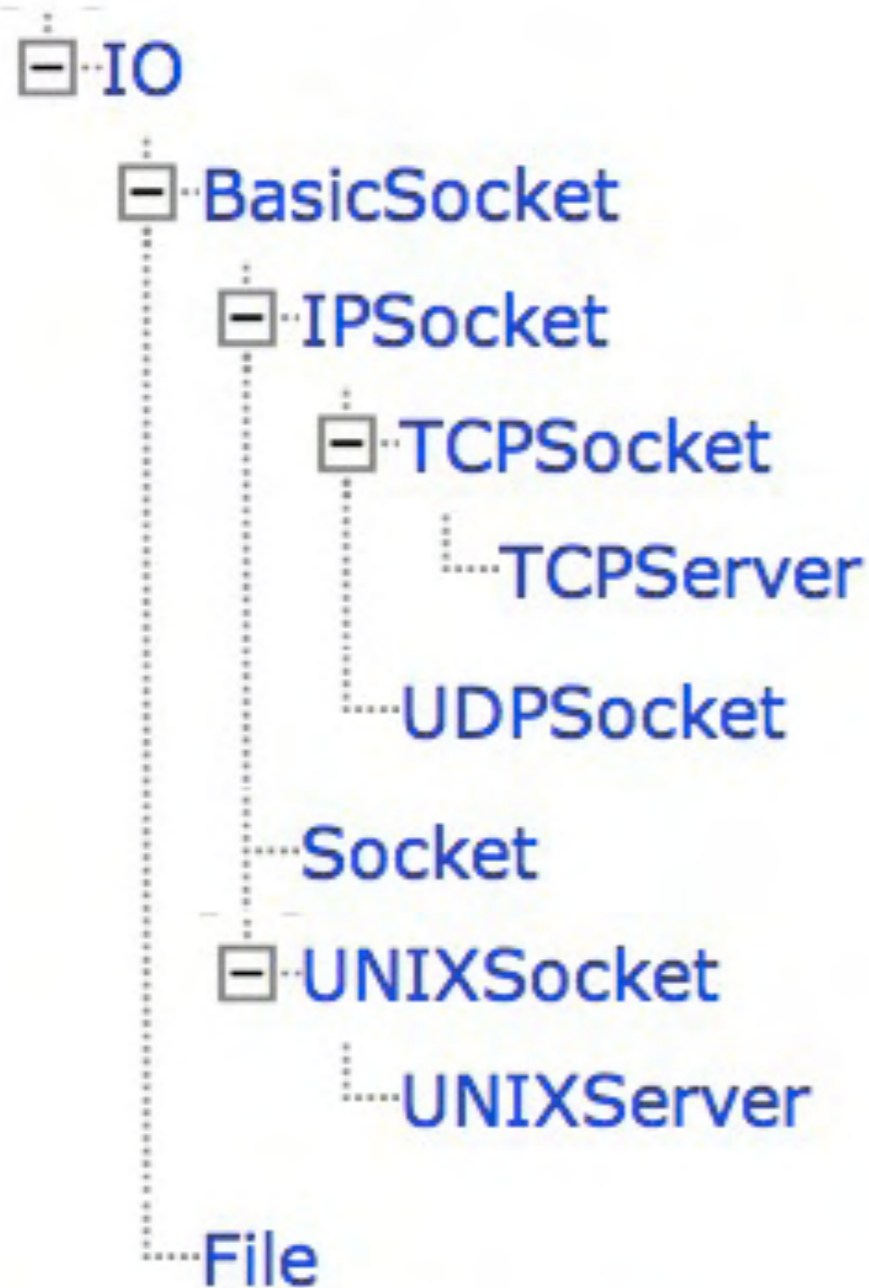 IO
BasicSocket
IPSocket
TCPSocket
TCPServer
UDPSocket
Socket
UNIXSocket
UNIXServer
File